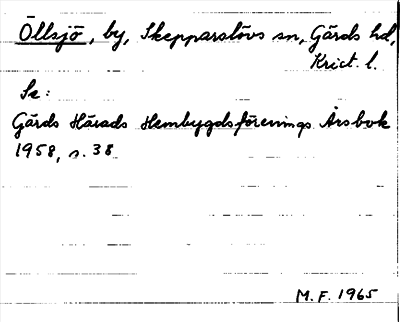 Öllsjö, by, Skepparslövs sn, Gärds hd,
Krist. l.
Se:
Gärds Härads Hembygdsförenings Årsbok
1958, s. 38
M.F. 1965